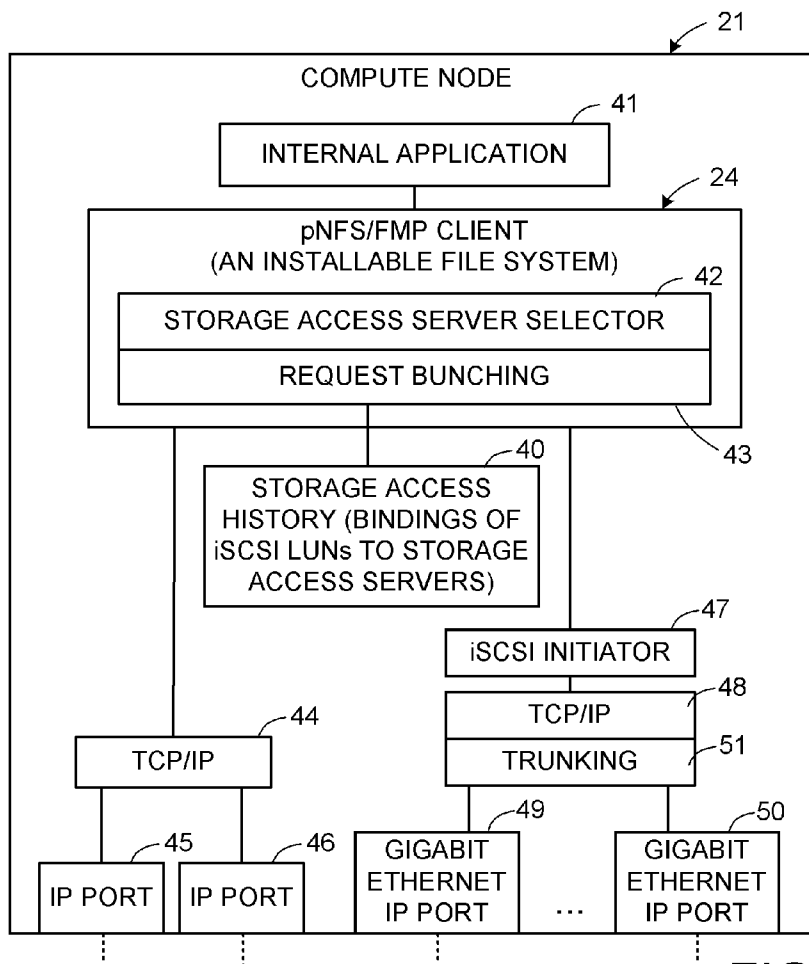 21
COMPUTE NODE
41
INTERNAL APPLICATION
24
pNFS/FMP CLIENT
(AN INSTALLABLE FILE SYSTEM)
42
STORAGE ACCESS SERVER SELECTOR
REQUEST BUNCHING
43
40
STORAGE ACCESS
HISTORY (BINDINGS OF
iSCSI LUNs TO STORAGE
ACCESS SERVERS)
47
iSCSI INITIATOR
48
TCP/IP
51
TRUNKING
44
TCP/IP
45
IP PORT
46
IP PORT
49
GIGABIT
ETHERNET
IP PORT
...
50
GIGABIT
ETHERNET
IP PORT